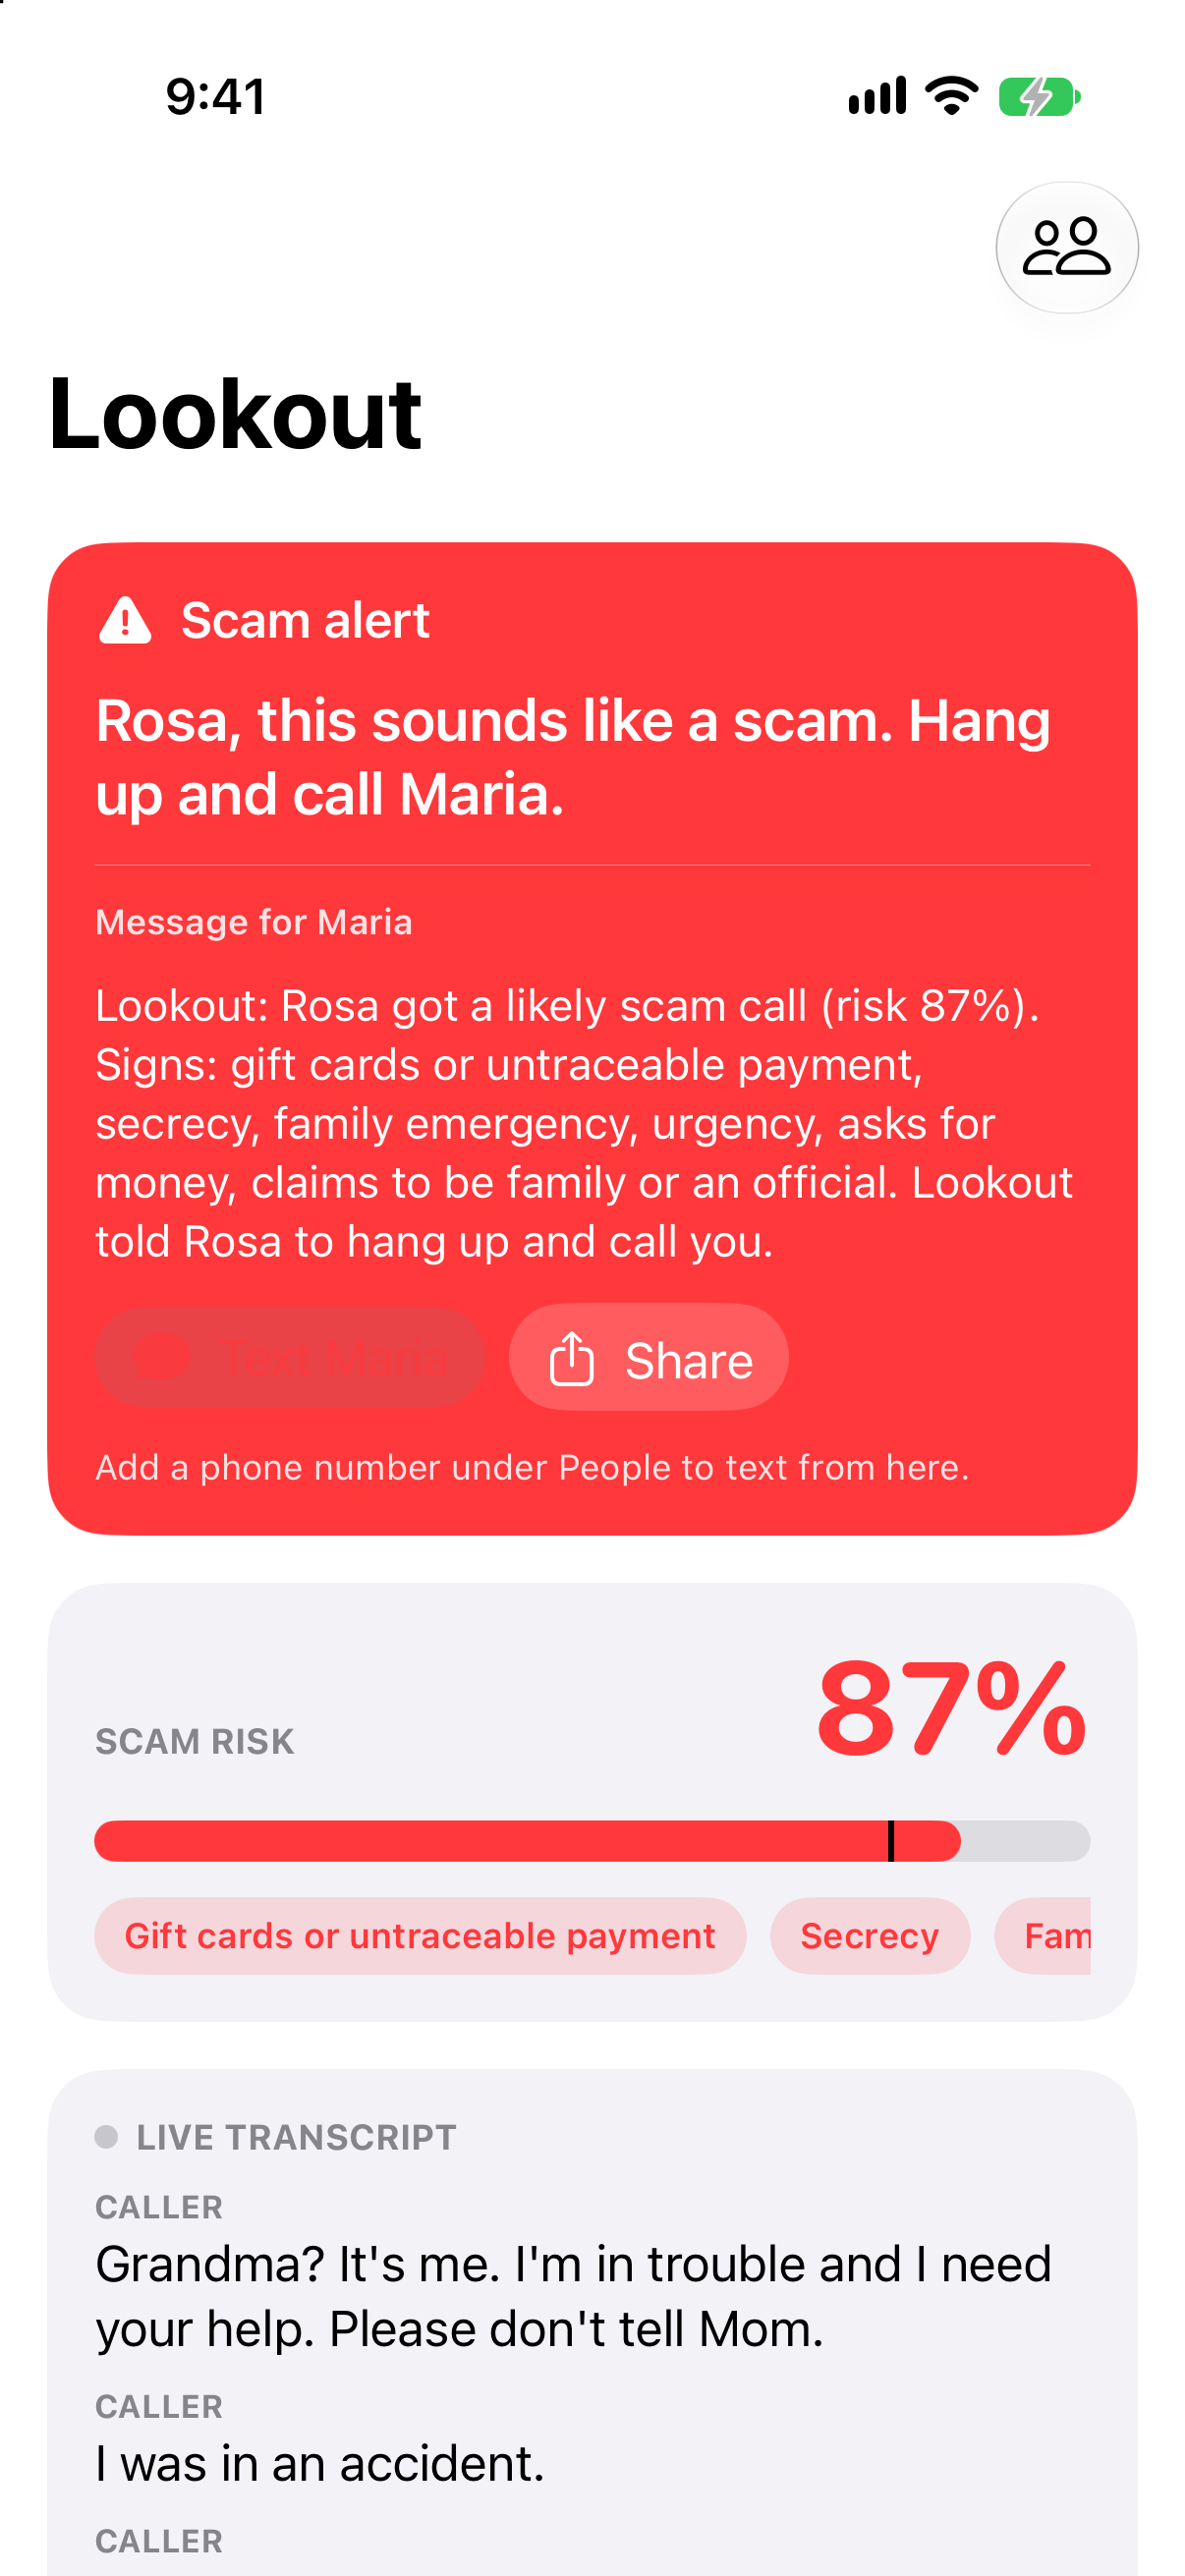 9:41
Lookout
Scam alert
Rosa, this sounds like a scam. Hang
up and call Maria.
Message for Maria
Lookout: Rosa got a likely scam call (risk 87%).
Signs: gift cards or untraceable payment,
secrecy, family emergency, urgency, asks for
money, claims to be family or an official. Lookout
told Rosa to hang up and call you.
Text Maria
Share
Add a phone number under People to text from here.
87%
SCAM RISK
Gift cards or untraceable payment
Secrecy
Fam
LIVE TRANSCRIPT
CALLER
Grandma? It's me. I'm in trouble and I need
your help. Please don't tell Mom.
CALLER
I was in an accident.
CALLER